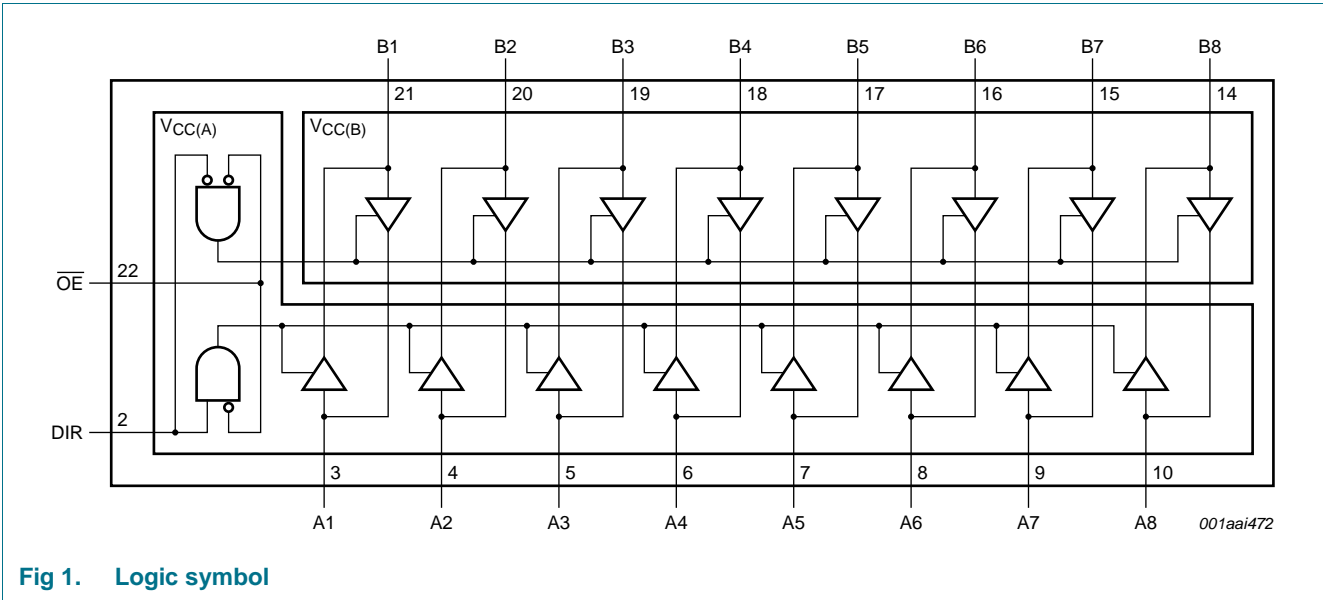 B1 B2 B3 B4 B5 B6 B7 B8
21 20 19 18 17 16 15 14
VCC(A) VCC(B)
OE 22
DIR 2
3 4 5 6 7 8 9 10
A1 A2 A3 A4 A5 A6 A7 A8 001aai472
Fig 1. Logic symbol